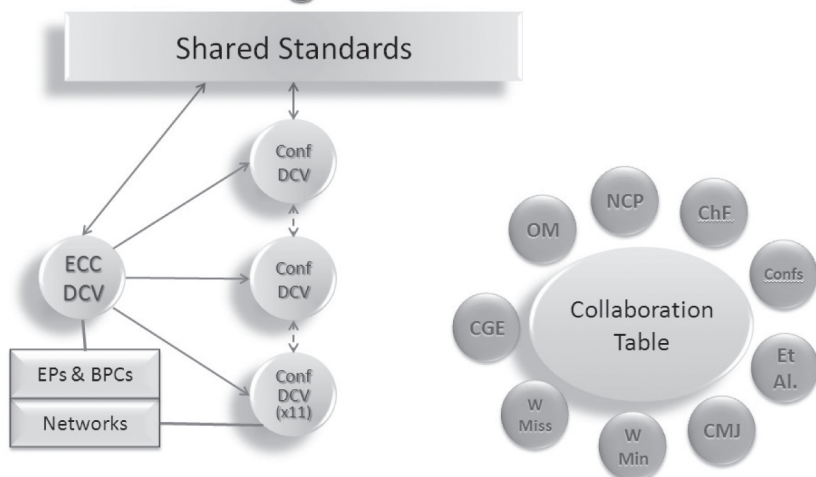 Shared Standards
Conf
DCV
ECC
DCV
Conf
DCV
Conf
DCV
(x11)
EPs & BPCs
Networks
Collaboration
Table
NCP
ChF
OM
Confs
CGE
Et
Al.
W
Miss
CMJ
W
Min